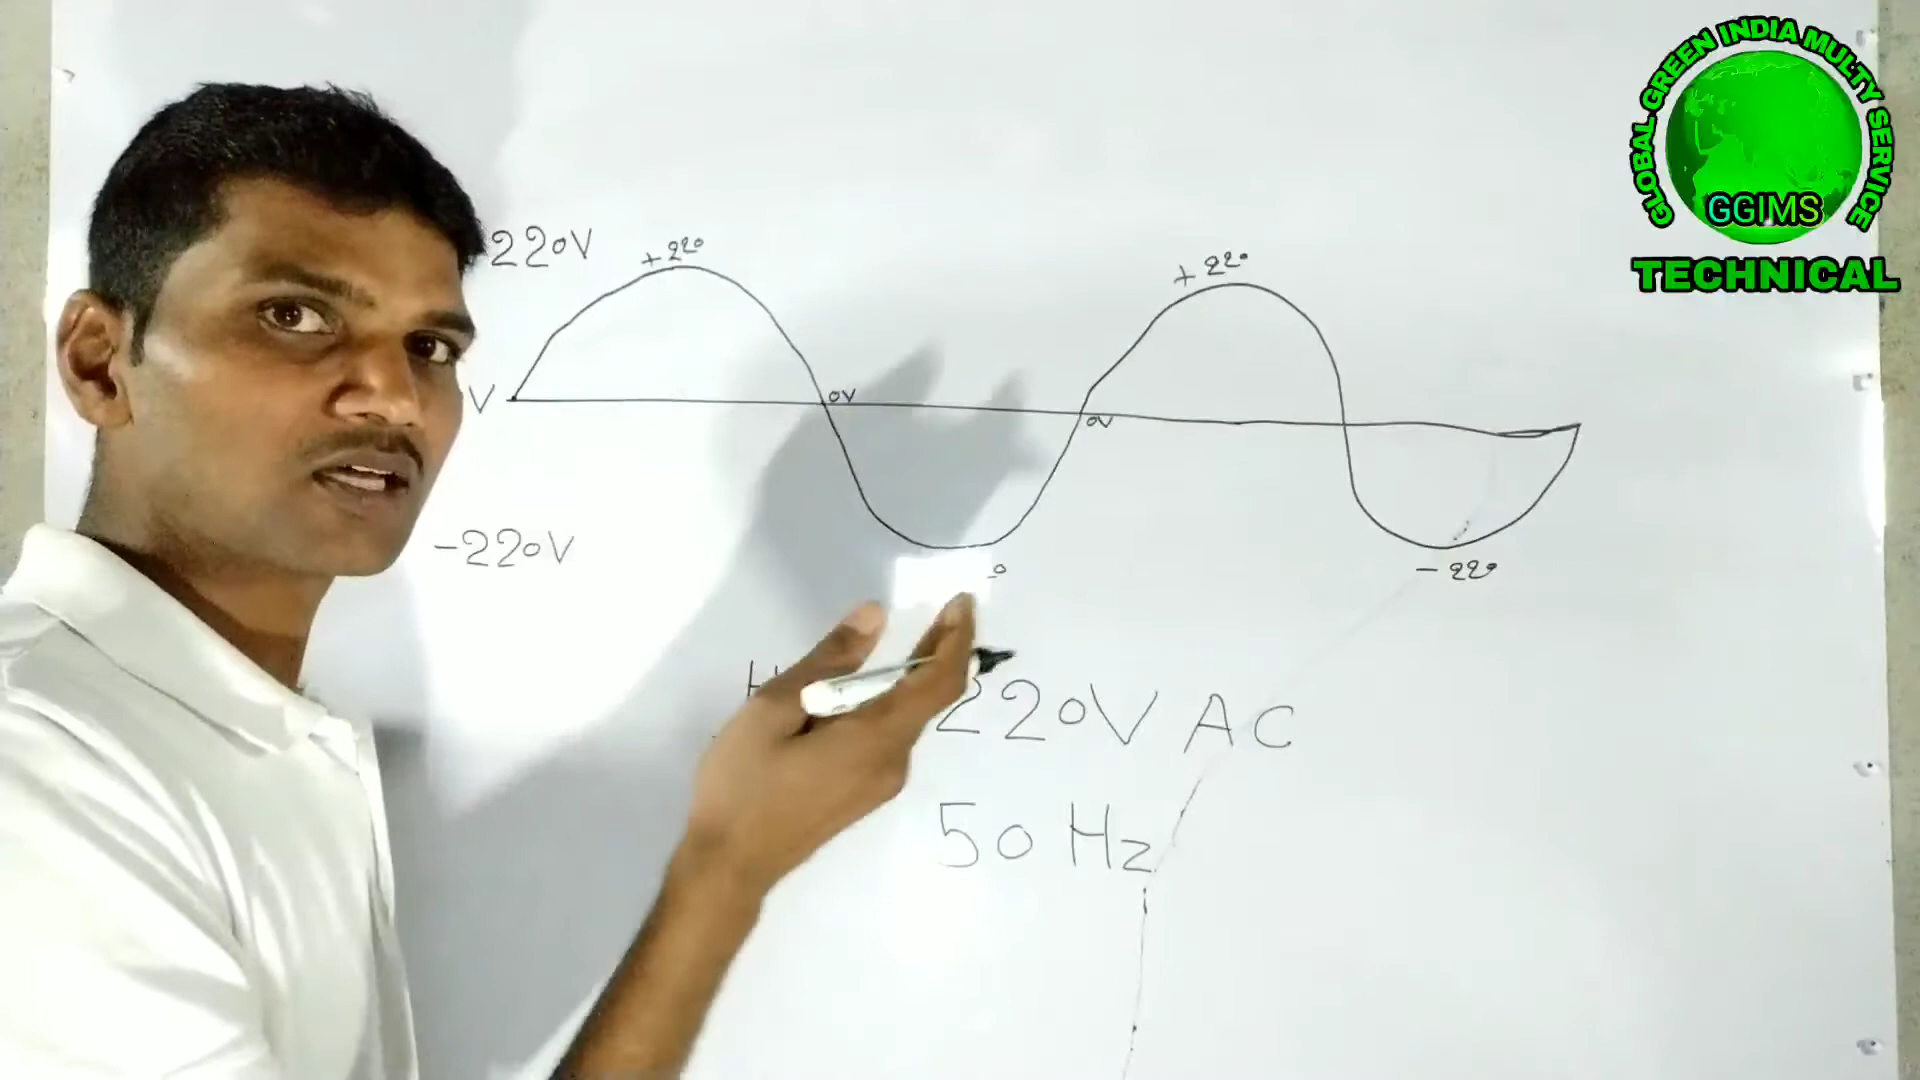 GLOBAL GREEN INDIA MULTY SERVICE
GGIMS
TECHNICAL
220V
+220
+220
V
0V
0V
-220V
-220
220V AC
50 Hz